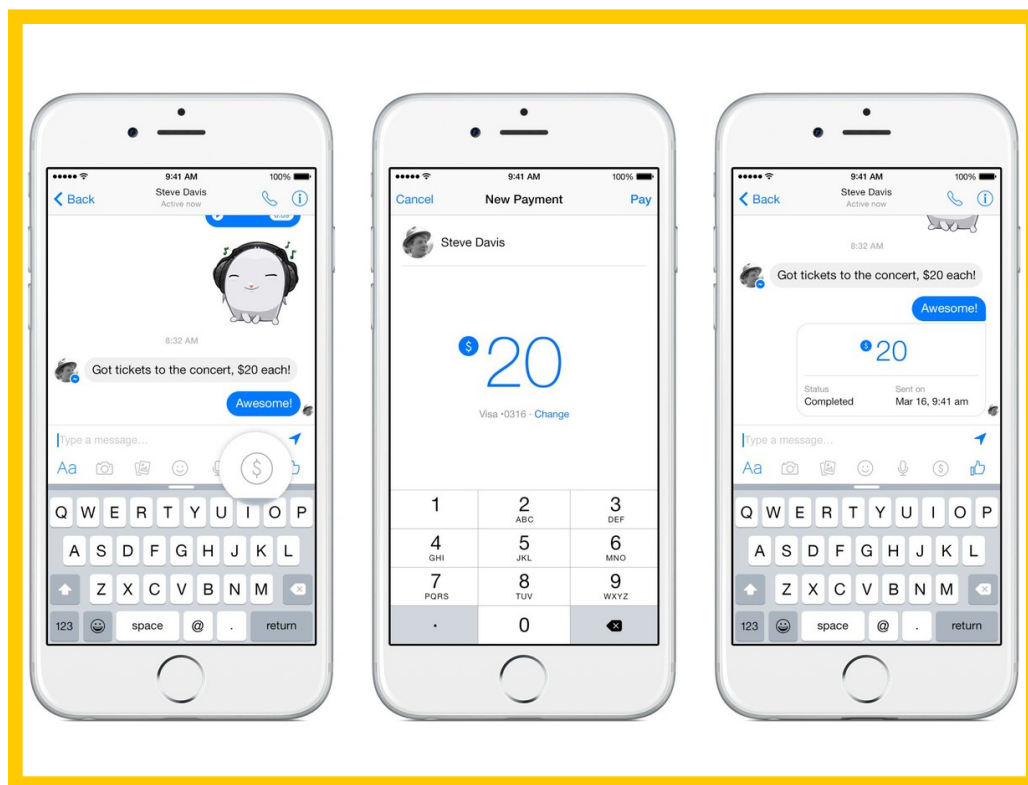 9:41 AM
100%
Back
Steve Davis
Active now
8:32 AM
Got tickets to the concert, $20 each!
Awesome!
Type a message...
Aa
$
Q W E R T Y U I O P
A S D F G H J K L
Z X C V B N M
123 space @ . return
9:41 AM
100%
Cancel
New Payment
Pay
Steve Davis
$20
Visa •0316 · Change
1 2 3
ABC DEF
4 5 6
GHI JKL MNO
7 8 9
PQRS TUV WXYZ
. 0
9:41 AM
100%
Back
Steve Davis
Active now
8:32 AM
Got tickets to the concert, $20 each!
Awesome!
$20
Status Sent on
Completed Mar 16, 9:41 am
Type a message...
Aa $
Q W E R T Y U I O P
A S D F G H J K L
Z X C V B N M
123 space @ . return